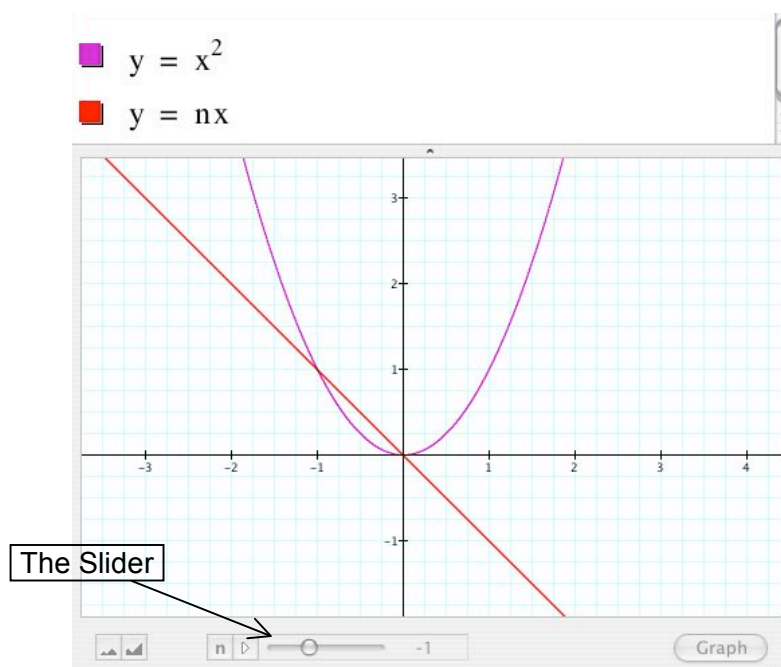 y = x²
y = nx
3
2
1
-3 -2 -1 1 2 3 4
-1
The Slider
n -1 Graph